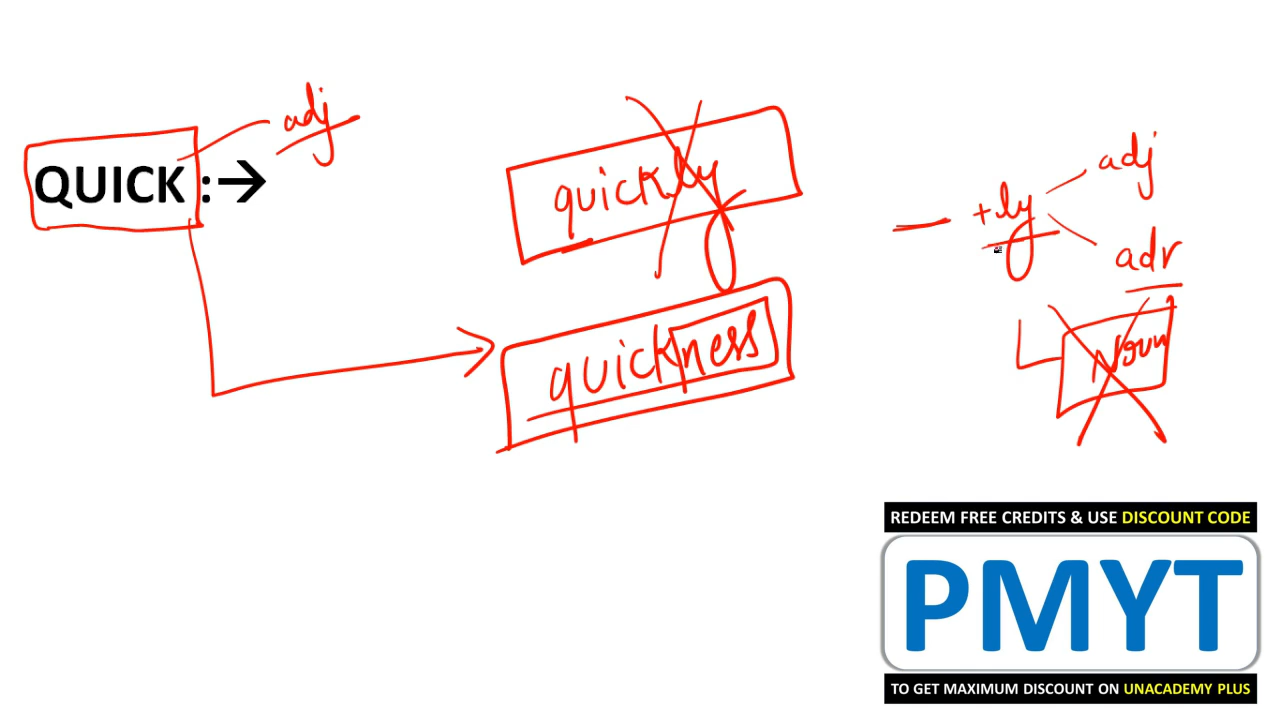 QUICK :→
adj
quickly
quickness
+ly
adj
adv
Noun
REDEEM FREE CREDITS & USE DISCOUNT CODE
PMYT
TO GET MAXIMUM DISCOUNT ON UNACADEMY PLUS